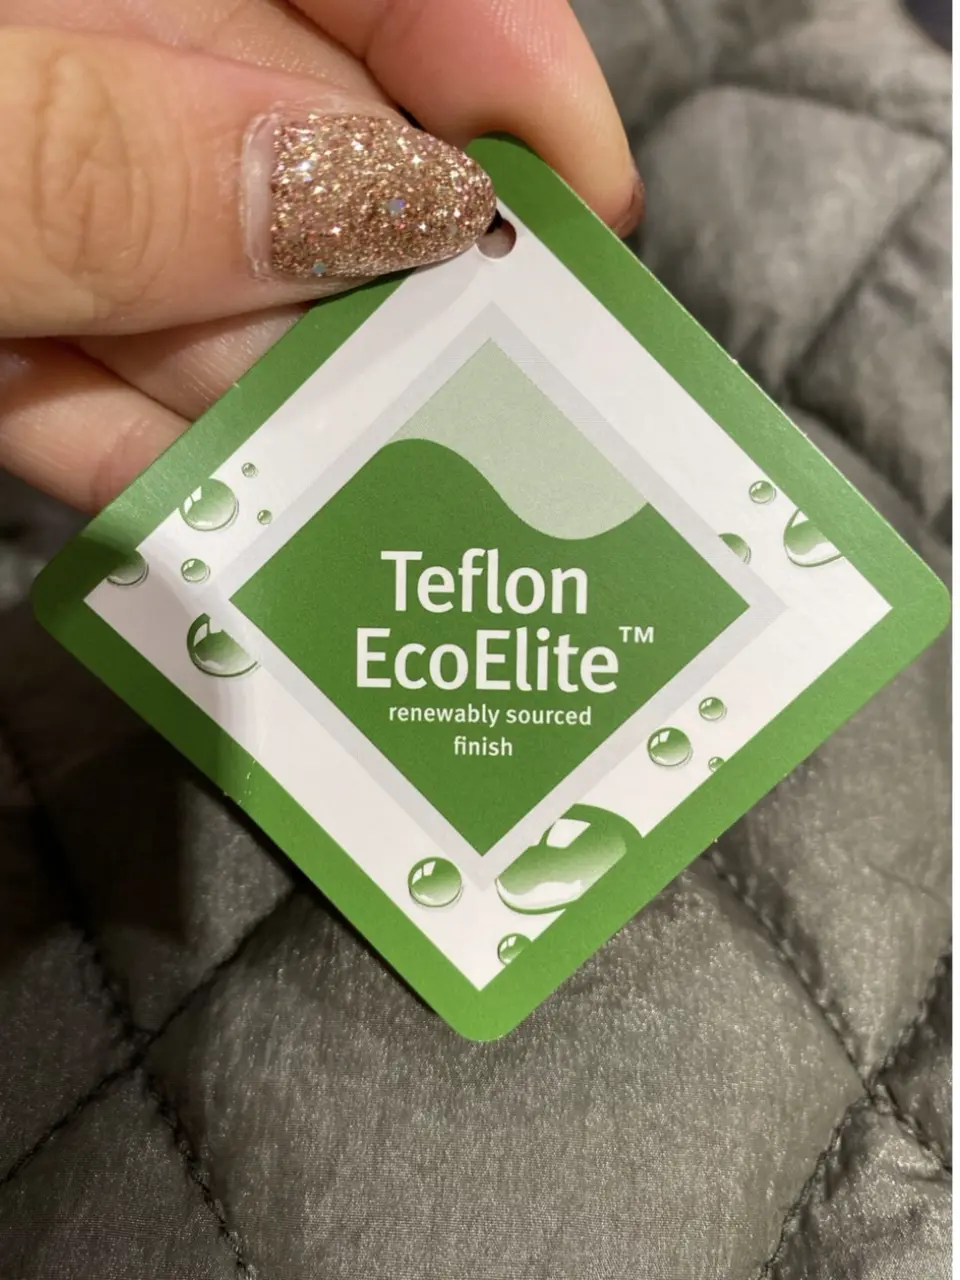 Teflon
EcoElite™
renewably sourced
finish